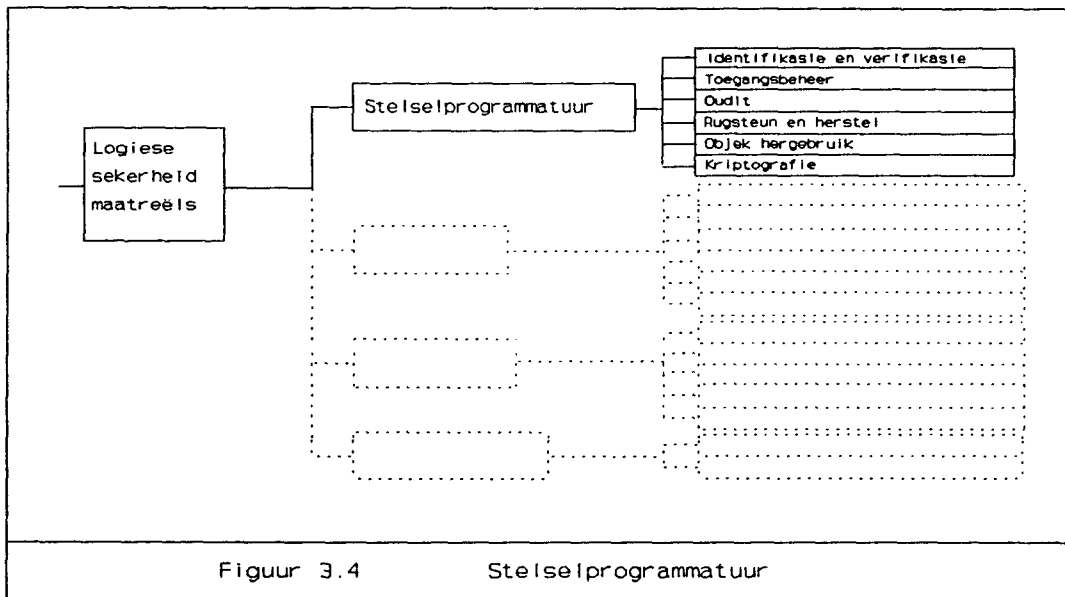 Logiese
sekerheid
maatreëls
Stelselprogrammatuur
Identifikasie en verifikasie
Toegangsbeheer
Oudit
Rugsteun en herstel
Objek hergebruik
Kriptografie
Figuur 3.4 Stelselprogrammatuur